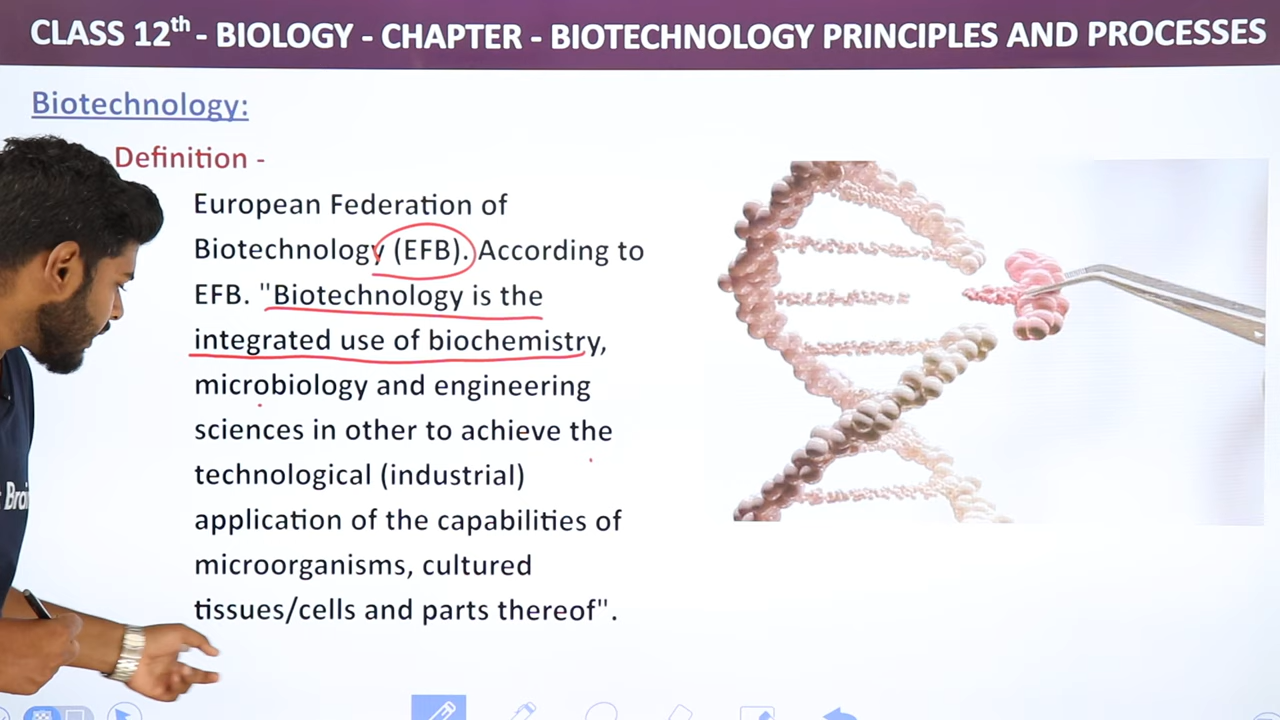 CLASS 12th - BIOLOGY - CHAPTER - BIOTECHNOLOGY PRINCIPLES AND PROCESSES
Biotechnology:
Definition -
European Federation of
Biotechnology (EFB). According to
EFB. "Biotechnology is the
integrated use of biochemistry,
microbiology and engineering
sciences in other to achieve the
technological (industrial)
application of the capabilities of
microorganisms, cultured
tissues/cells and parts thereof".
Brai